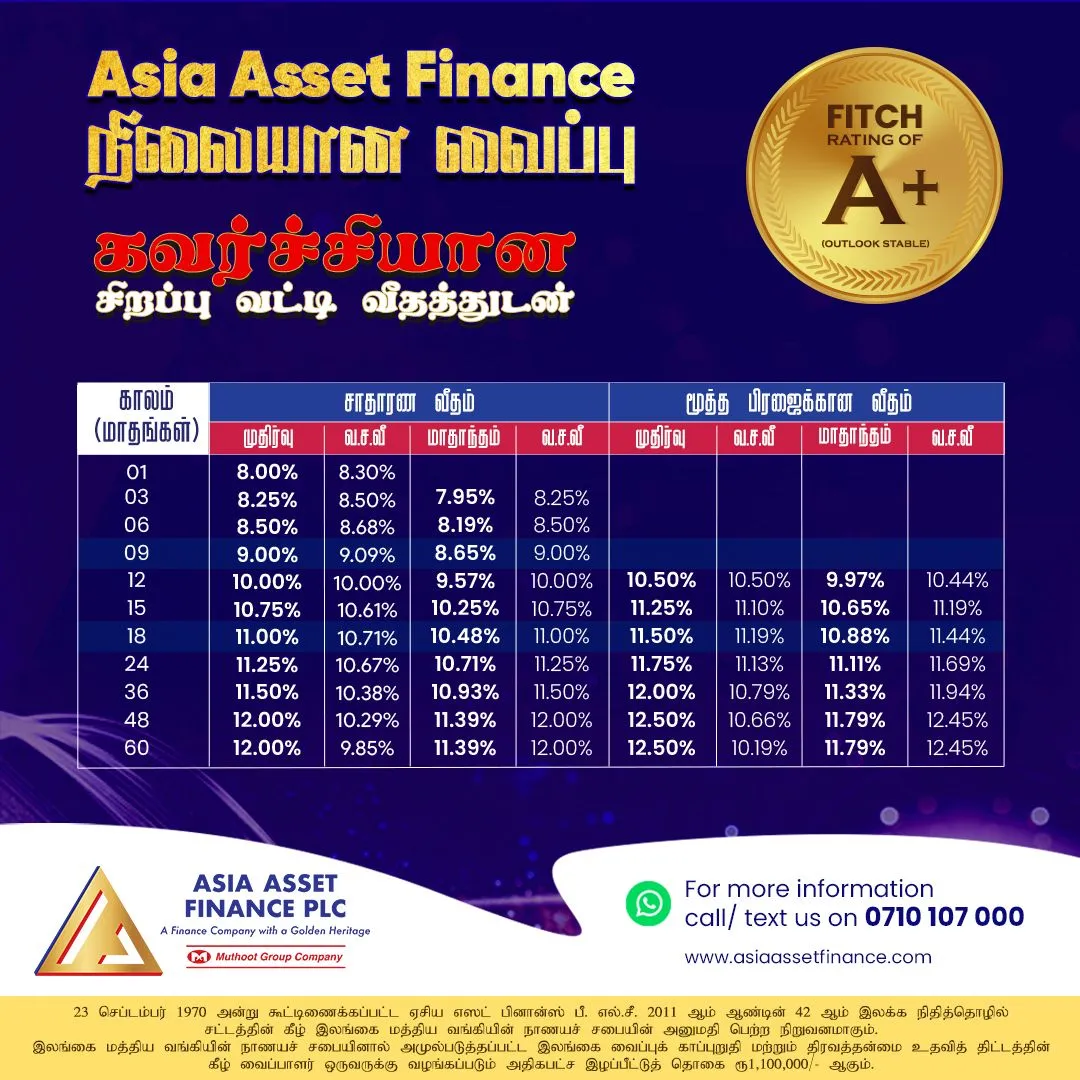 Asia Asset Finance
நிலையான வைப்பு
கவர்ச்சியான
சிறப்பு வட்டி வீதத்துடன்
FITCH
RATING OF
A+
(OUTLOOK STABLE)
காலம் சாதாரண வீதம் மூத்த பிரஜைக்கான வீதம்
(மாதங்கள்) முதிர்வு வ.ச.வீ மாதாந்தம் வ.ச.வீ முதிர்வு வ.ச.வீ மாதாந்தம் வ.ச.வீ
01 8.00% 8.30%
03 8.25% 8.50% 7.95% 8.25%
06 8.50% 8.68% 8.19% 8.50%
09 9.00% 9.09% 8.65% 9.00%
12 10.00% 10.00% 9.57% 10.00% 10.50% 10.50% 9.97% 10.44%
15 10.75% 10.61% 10.25% 10.75% 11.25% 11.10% 10.65% 11.19%
18 11.00% 10.71% 10.48% 11.00% 11.50% 11.19% 10.88% 11.44%
24 11.25% 10.67% 10.71% 11.25% 11.75% 11.13% 11.11% 11.69%
36 11.50% 10.38% 10.93% 11.50% 12.00% 10.79% 11.33% 11.94%
48 12.00% 10.29% 11.39% 12.00% 12.50% 10.66% 11.79% 12.45%
60 12.00% 9.85% 11.39% 12.00% 12.50% 10.19% 11.79% 12.45%
ASIA ASSET
FINANCE PLC
A Finance Company with a Golden Heritage
Muthoot Group Company
For more information
call/ text us on 0710 107 000
www.asiaassetfinance.com
23 செப்டம்பர் 1970 அன்று கூட்டிணைக்கப்பட்ட ஏசிய எஸட் பினான்ஸ் பீ. எல்.சீ. 2011 ஆம் ஆண்டின் 42 ஆம் இலக்க நிதித்தொழில்
சட்டத்தின் கீழ் இலங்கை மத்திய வங்கியின் நாணயச் சபையின் அனுமதி பெற்ற நிறுவனமாகும்.
இலங்கை மத்திய வங்கியின் நாணயச் சபையினால் அமுல்படுத்தப்பட்ட இலங்கை வைப்புக் காப்புறுதி மற்றும் திரவத்தன்மை உதவித் திட்டத்தின்
கீழ் வைப்பாளர் ஒருவருக்கு வழங்கப்படும் அதிகபட்ச இழப்பீட்டுத் தொகை ரூ1,100,000/- ஆகும்.